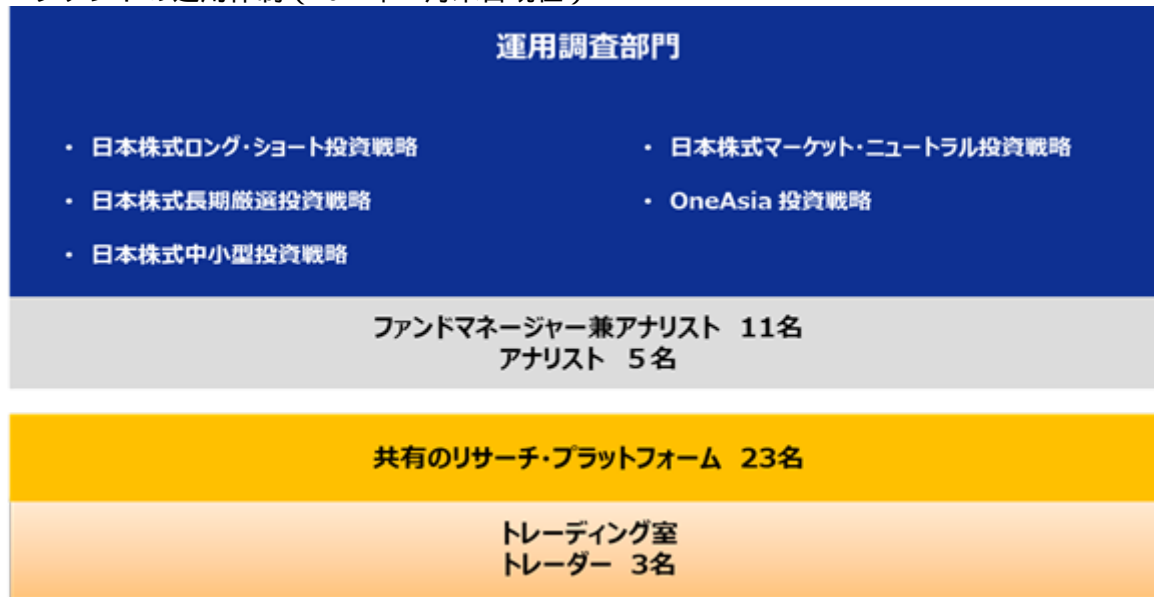 運用調査部門
・ 日本株式ロング・ショート投資戦略
・ 日本株式マーケット・ニュートラル投資戦略
・ 日本株式長期厳選投資戦略
・ OneAsia 投資戦略
・ 日本株式中小型投資戦略
ファンドマネージャー兼アナリスト 11名
アナリスト 5名
共有のリサーチ・プラットフォーム 23名
トレーディング室
トレーダー 3名